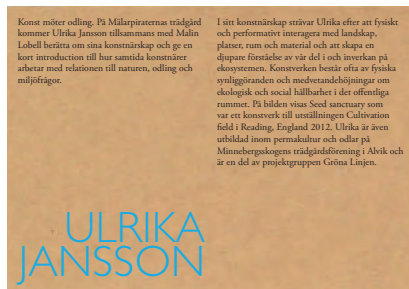 Konst möter odling. På Mälarpiraternas trädgård
kommer Ulrika Jansson tillsammans med Malin
Lobell berätta om sina konstnärskap och ge en
kort introduction till hur samtida konstnärer
arbetar med relationen till naturen, odling och
miljöfrågor.
I sitt konstnärskap strävar Ulrika efter att fysiskt
och performativt interagera med landskap,
platser, rum och material och att skapa en
djupare förståelse av vår del i och inverkan på
ekosystemen. Konstverken består ofta av fysiska
synliggöranden och medvetandehöjningar om
ekologisk och social hållbarhet i det offentliga
rummet. På bilden visas Seed sanctuary som
var ett konstverk till utställningen Cultivation
field i Reading, England 2012. Ulrika är även
utbildad inom permakultur och odlar på
Minnebergsskogens trädgårdsförening i Alvik och
är en del av projektgruppen Gröna Linjen.
ULRIKA
JANSSON